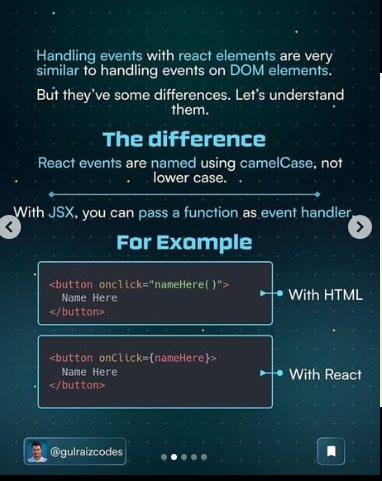 Handling events with react elements are very
similar to handling events on DOM elements.
But they've some differences. Let's understand
them.
The difference
React events are named using camelCase, not
lower case.
With JSX, you can pass a function as event handler.
For Example
<button onclick="nameHere()">
Name Here
</button>
With HTML
<button onClick={nameHere}>
Name Here
</button>
With React
@gulraizcodes